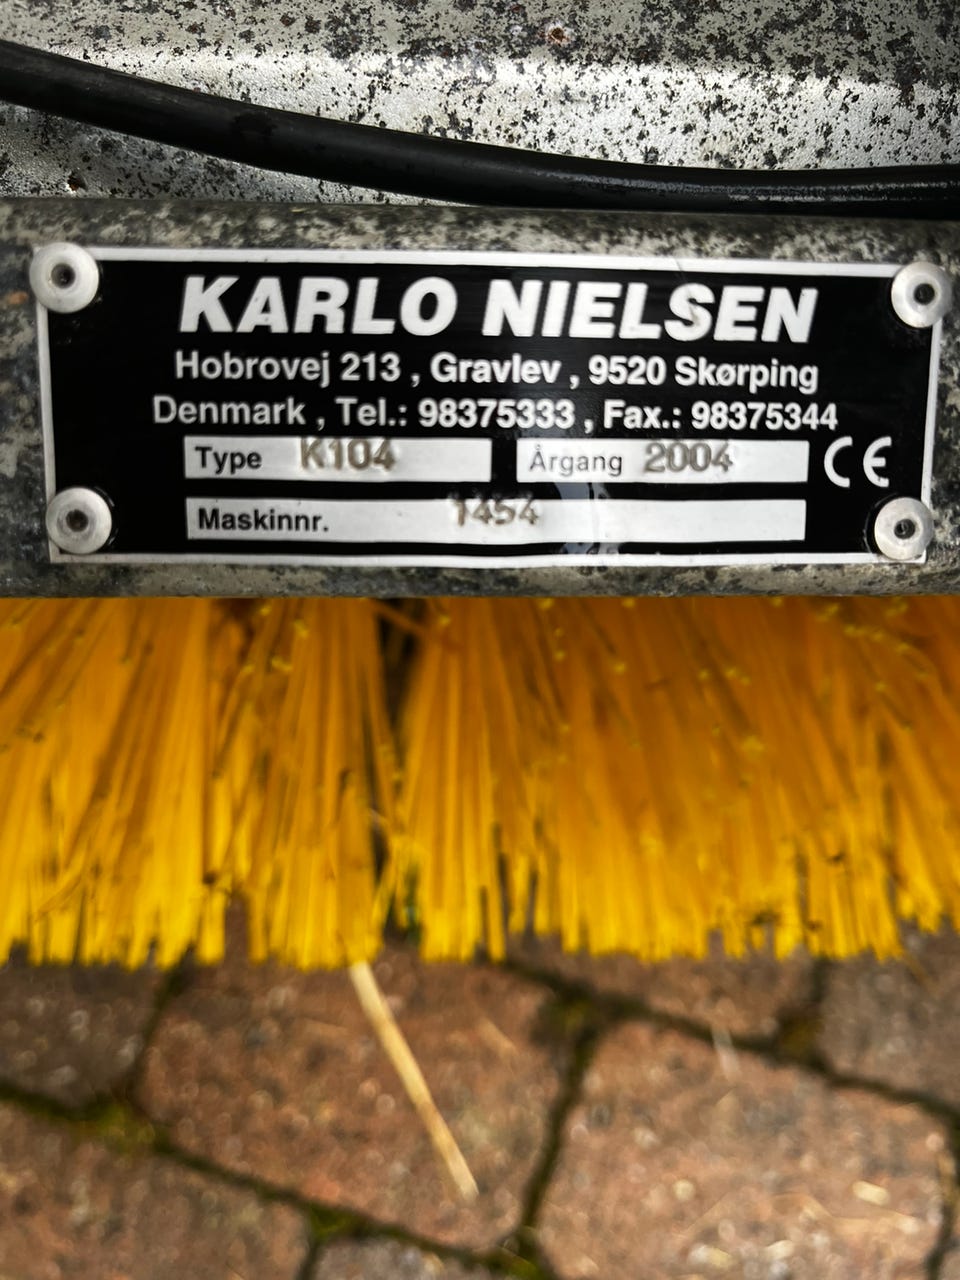 KARLO NIELSEN
Hobrovej 213 , Gravlev , 9520 Skørping
Denmark , Tel.: 98375333 , Fax.: 98375344
Type K104 Årgang 2004 CE
Maskinnr. 1454